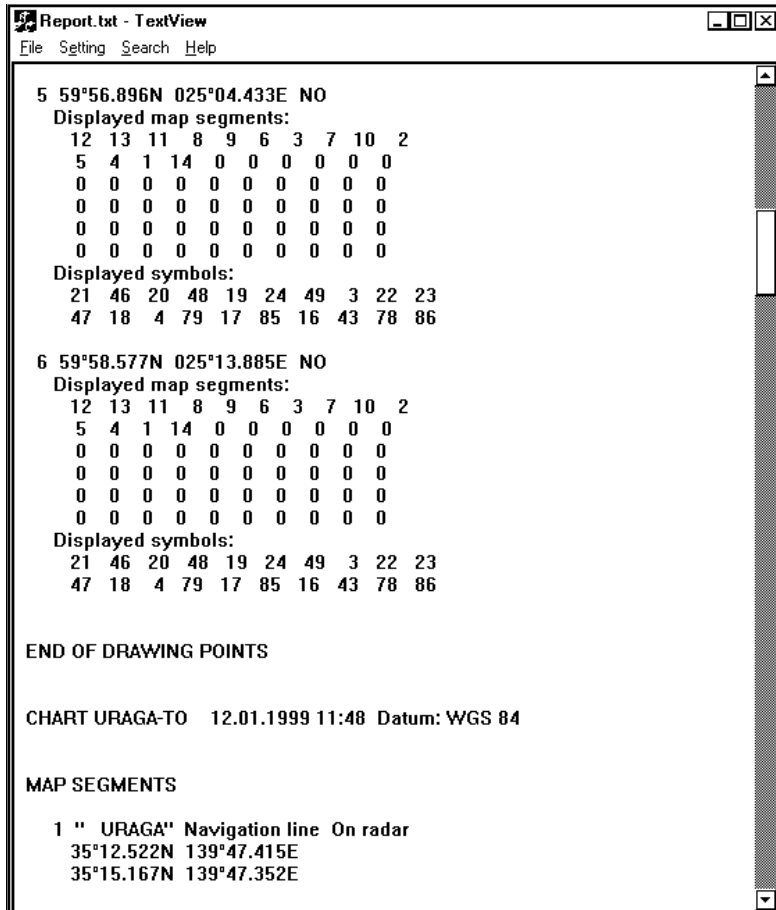 Report.txt - TextView
File Setting Search Help
5 59°56.896N 025°04.433E NO
Displayed map segments:
12 13 11 8 9 6 3 7 10 2
5 4 1 14 0 0 0 0 0 0
0 0 0 0 0 0 0 0 0 0
0 0 0 0 0 0 0 0 0 0
0 0 0 0 0 0 0 0 0 0
0 0 0 0 0 0 0 0 0 0
Displayed symbols:
21 46 20 48 19 24 49 3 22 23
47 18 4 79 17 85 16 43 78 86
6 59°58.577N 025°13.885E NO
Displayed map segments:
12 13 11 8 9 6 3 7 10 2
5 4 1 14 0 0 0 0 0 0
0 0 0 0 0 0 0 0 0 0
0 0 0 0 0 0 0 0 0 0
0 0 0 0 0 0 0 0 0 0
0 0 0 0 0 0 0 0 0 0
Displayed symbols:
21 46 20 48 19 24 49 3 22 23
47 18 4 79 17 85 16 43 78 86
END OF DRAWING POINTS
CHART URAGA-TO 12.01.1999 11:48 Datum: WGS 84
MAP SEGMENTS
1 " URAGA" Navigation line On radar
35°12.522N 139°47.415E
35°15.167N 139°47.352E